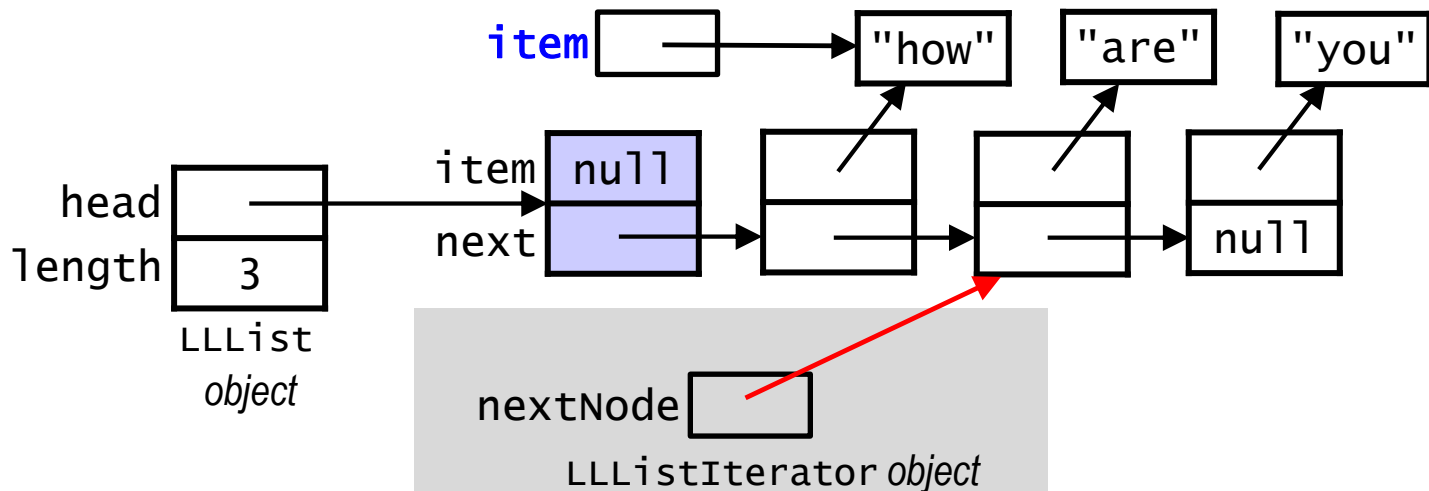 item
"how" "are" "you"
item null
head
next null
length 3
LLList
object
nextNode
LLListIterator object